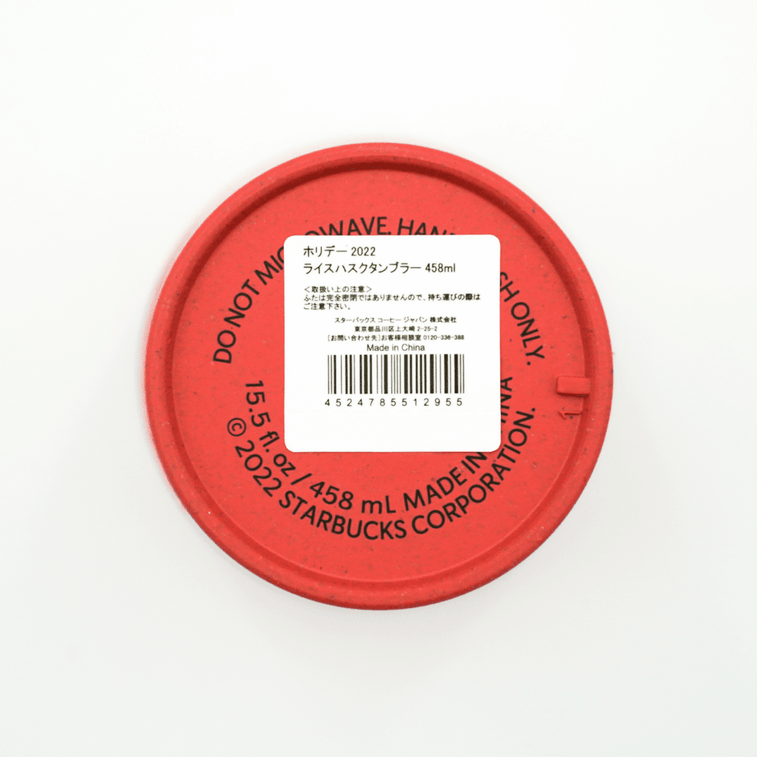 DO NOT MICROWAVE. HAND WASH ONLY.
ホリデー 2022
ライスハスクタンブラー 458ml
＜取扱い上の注意＞
ふたは完全密閉ではありませんので、持ち運びの際は
ご注意下さい。
スターバックス コーヒー ジャパン 株式会社
東京都品川区上大崎 2-25-2
[お問い合わせ先]お客様相談室 0120-336-388
Made in China
4524785512955
15.5 fl. oz / 458 mL MADE IN CHINA
© 2022 STARBUCKS CORPORATION.